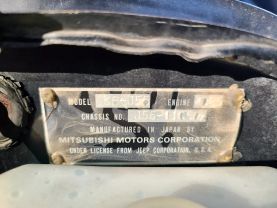 MODEL ENGINE
CHASSIS NO.
MANUFACTURED IN JAPAN BY
MITSUBISHI MOTORS CORPORATION
UNDER LICENSE FROM JEEP CORPORATION, U.S.A.